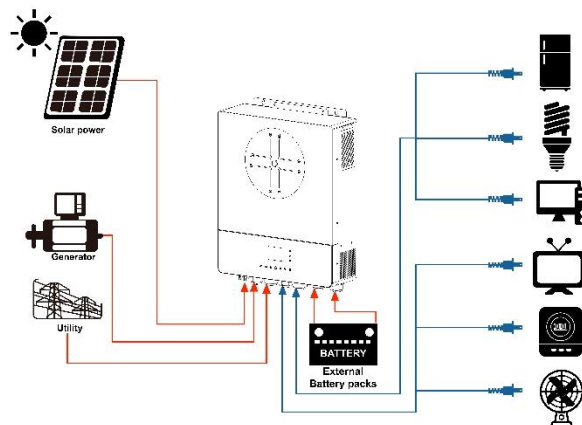 Solar power
Generator
Utility
BATTERY
External
Battery packs